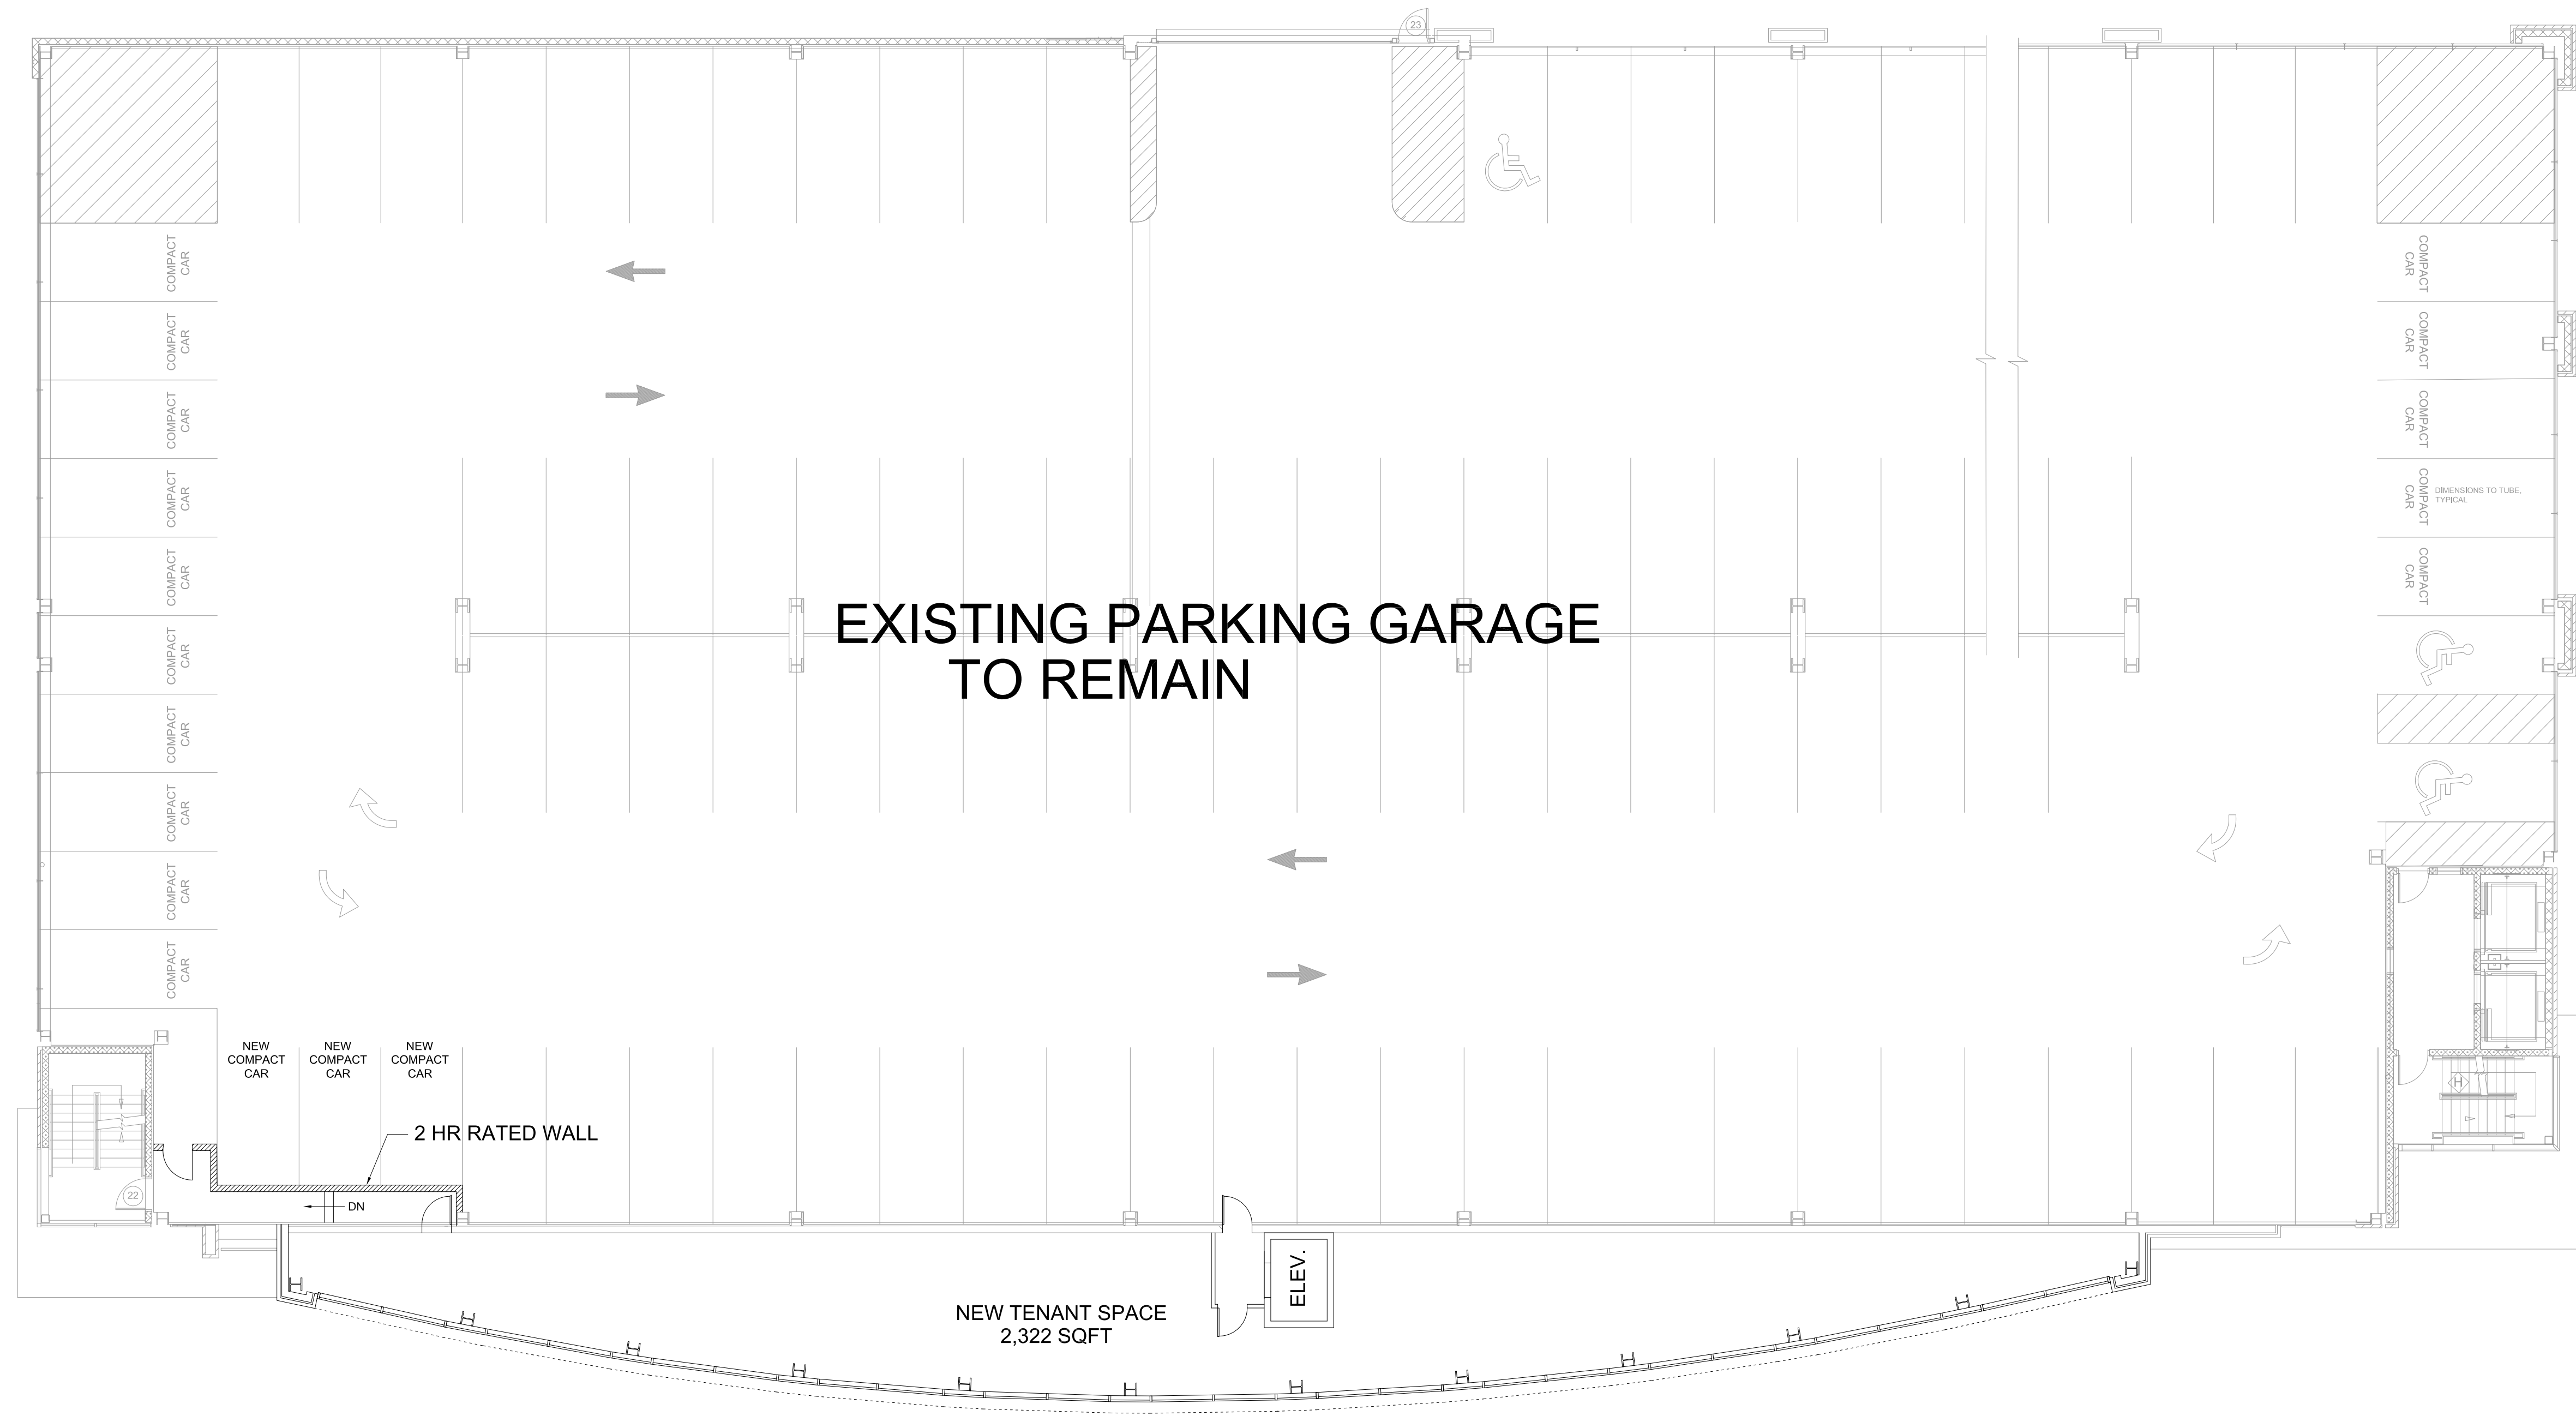 23
COMPACT
CAR
COMPACT
CAR
COMPACT
CAR
COMPACT
CAR
COMPACT
CAR
COMPACT
CAR
COMPACT
CAR
COMPACT
CAR
COMPACT
CAR
COMPACT
CAR
COMPACT
CAR
COMPACT
CAR
COMPACT
CAR
COMPACT
CAR
COMPACT
CAR
DIMENSIONS TO TUBE,
TYPICAL
EXISTING PARKING GARAGE
TO REMAIN
NEW
COMPACT
CAR
NEW
COMPACT
CAR
NEW
COMPACT
CAR
H
2 HR RATED WALL
22
DN
ELEV.
NEW TENANT SPACE
2,322 SQFT